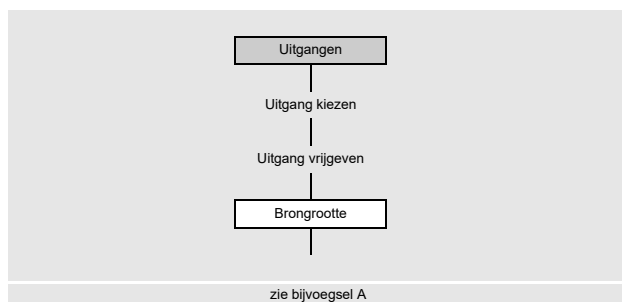 Uitgangen
Uitgang kiezen
Uitgang vrijgeven
Brongrootte
zie bijvoegsel A